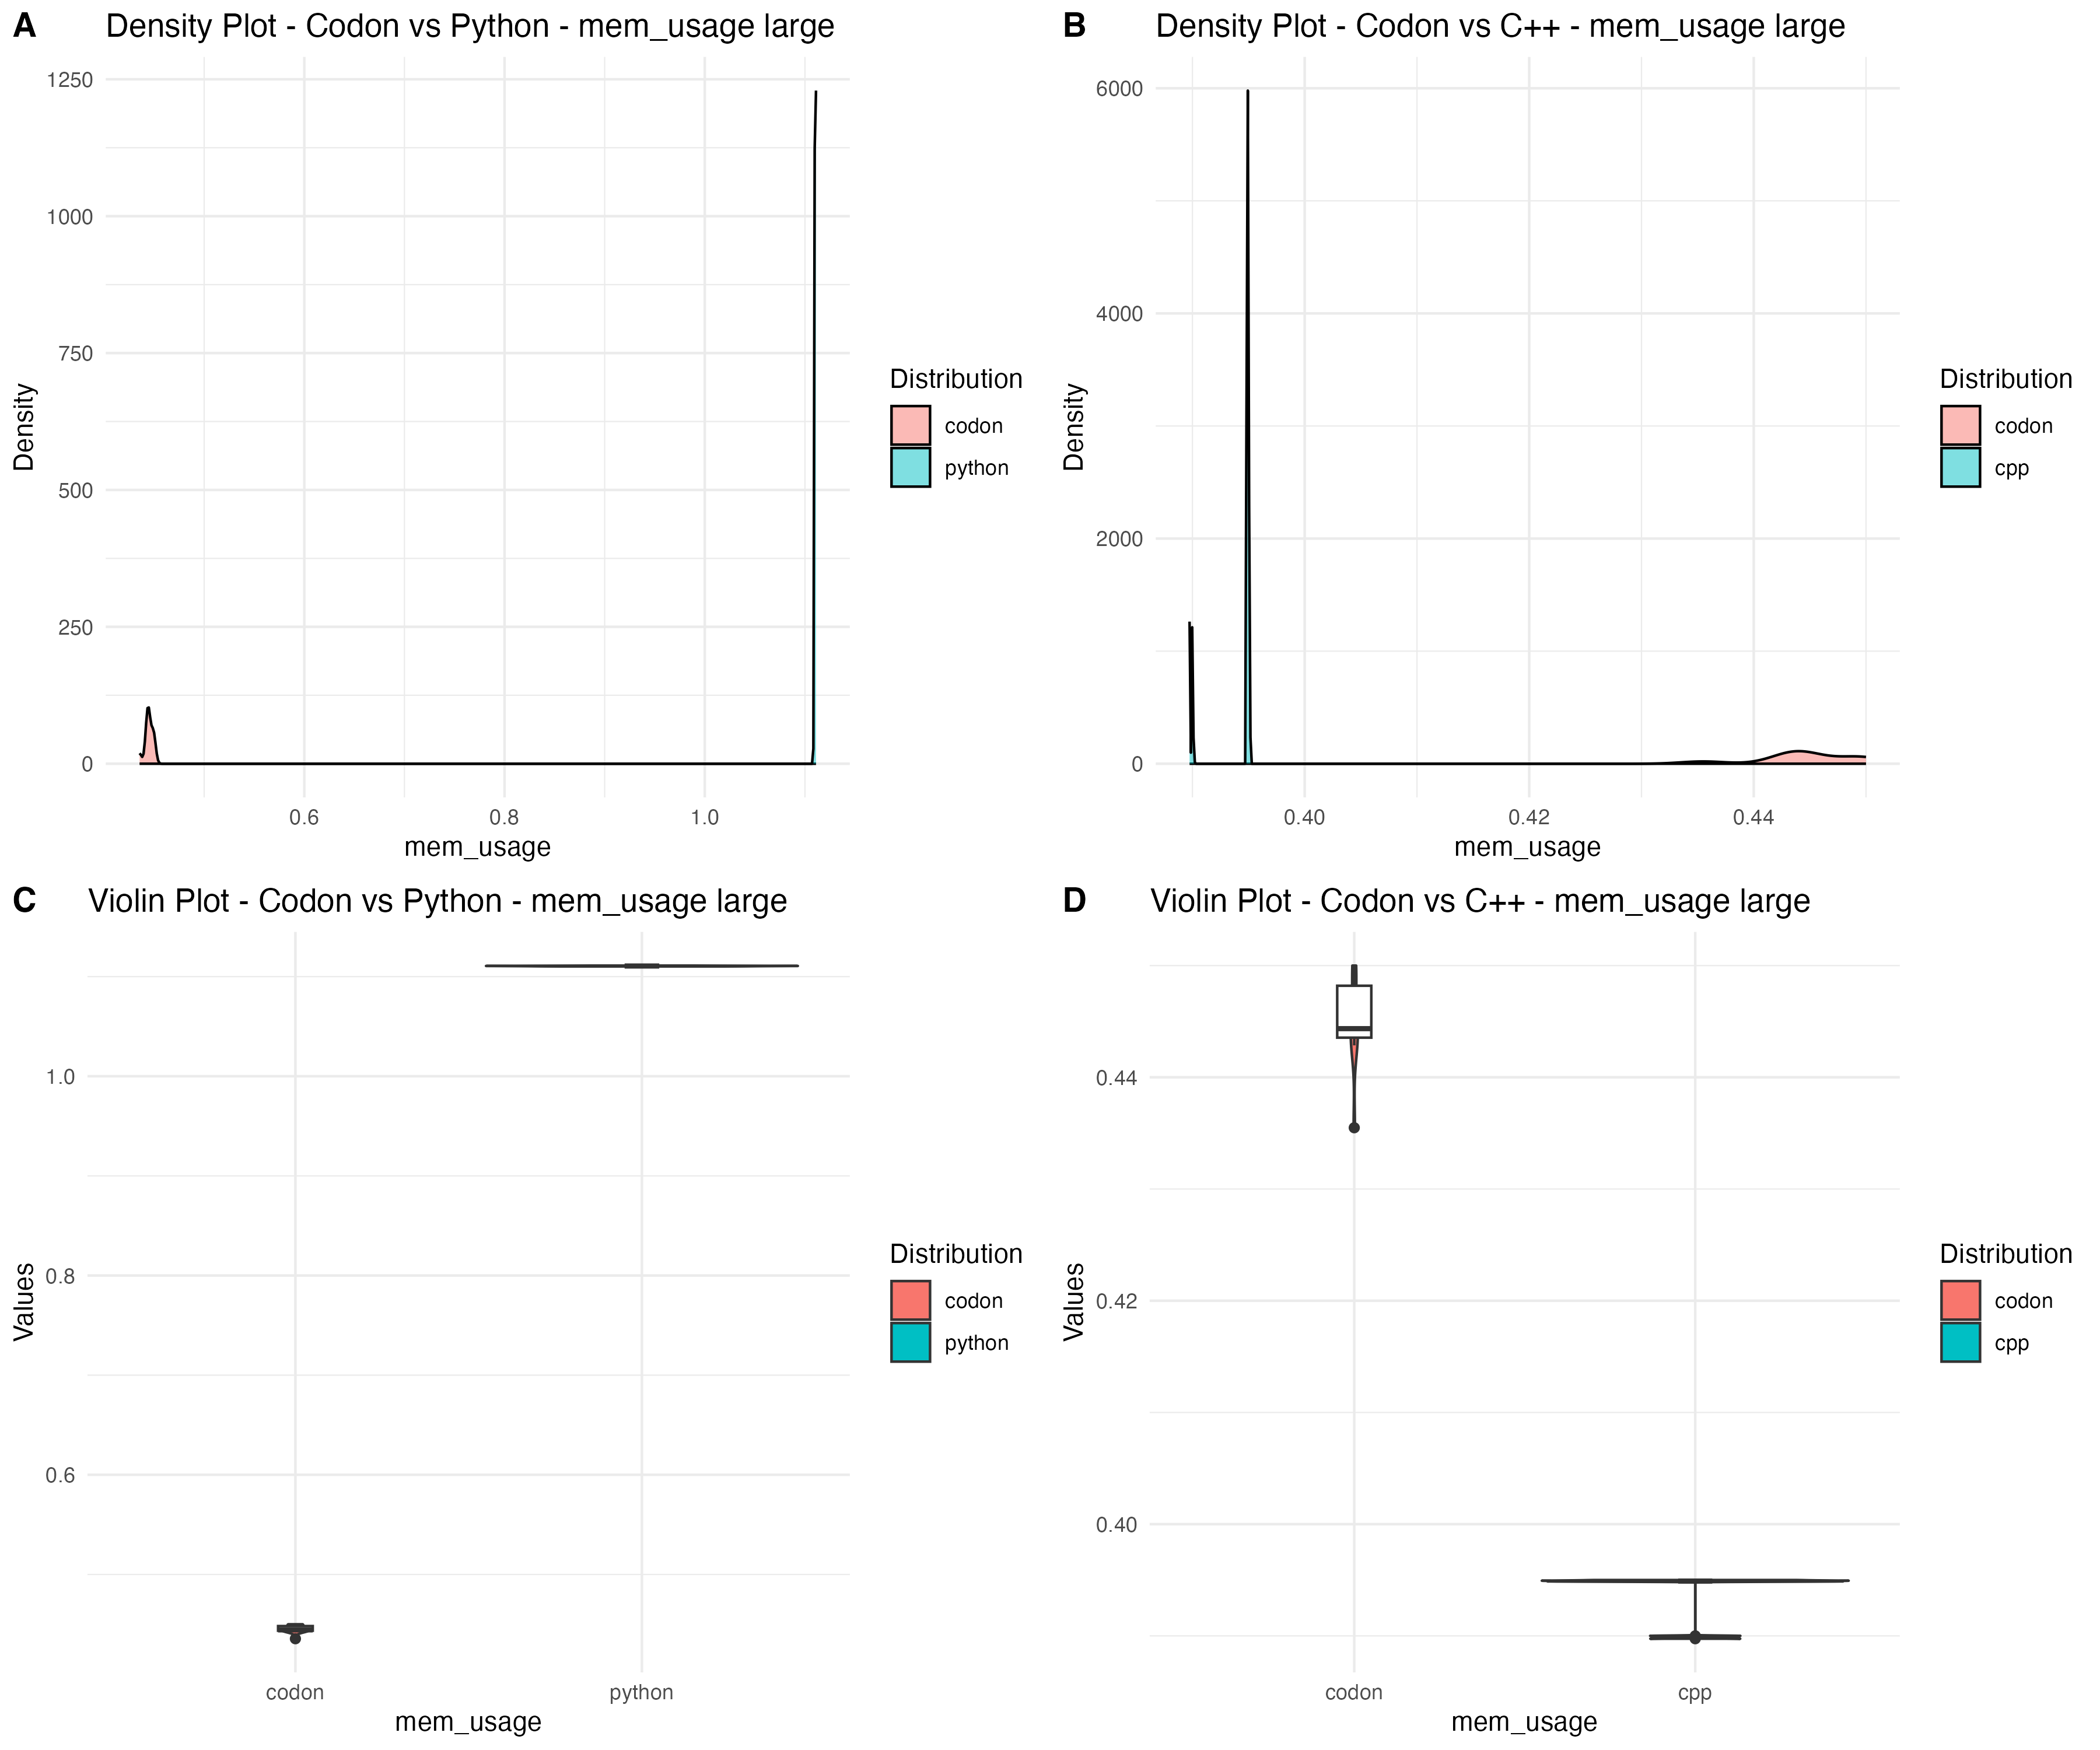 A Density Plot - Codon vs Python - mem_usage large
1250
1000
750
500
250
0
Density
0.6 0.8 1.0
mem_usage
Distribution
codon
python
B Density Plot - Codon vs C++ - mem_usage large
6000
4000
2000
0
Density
0.40 0.42 0.44
mem_usage
Distribution
codon
cpp
C Violin Plot - Codon vs Python - mem_usage large
1.0
0.8
0.6
Values
codon python
mem_usage
Distribution
codon
python
D Violin Plot - Codon vs C++ - mem_usage large
0.44
0.42
0.40
Values
codon cpp
mem_usage
Distribution
codon
cpp